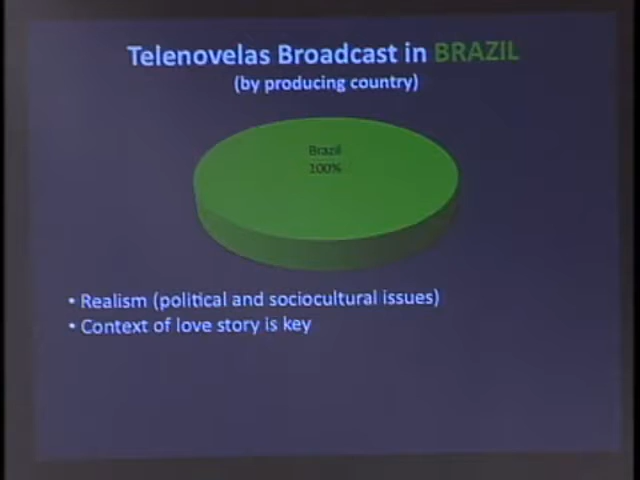 Telenovelas Broadcast in BRAZIL
(by producing country)
Brazil
100%
• Realism (political and sociocultural issues)
• Context of love story is key